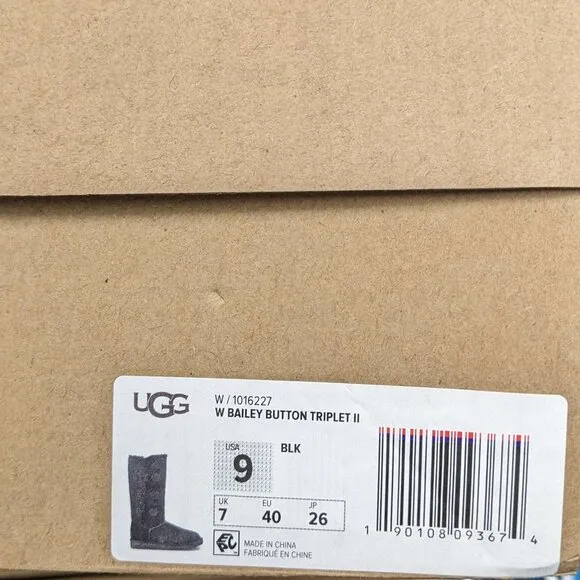 UGG
W / 1016227
W BAILEY BUTTON TRIPLET II
USA
9
BLK
UK EU JP
7 40 26
MADE IN CHINA
FABRIQUÉ EN CHINE
1 90108 09367 4